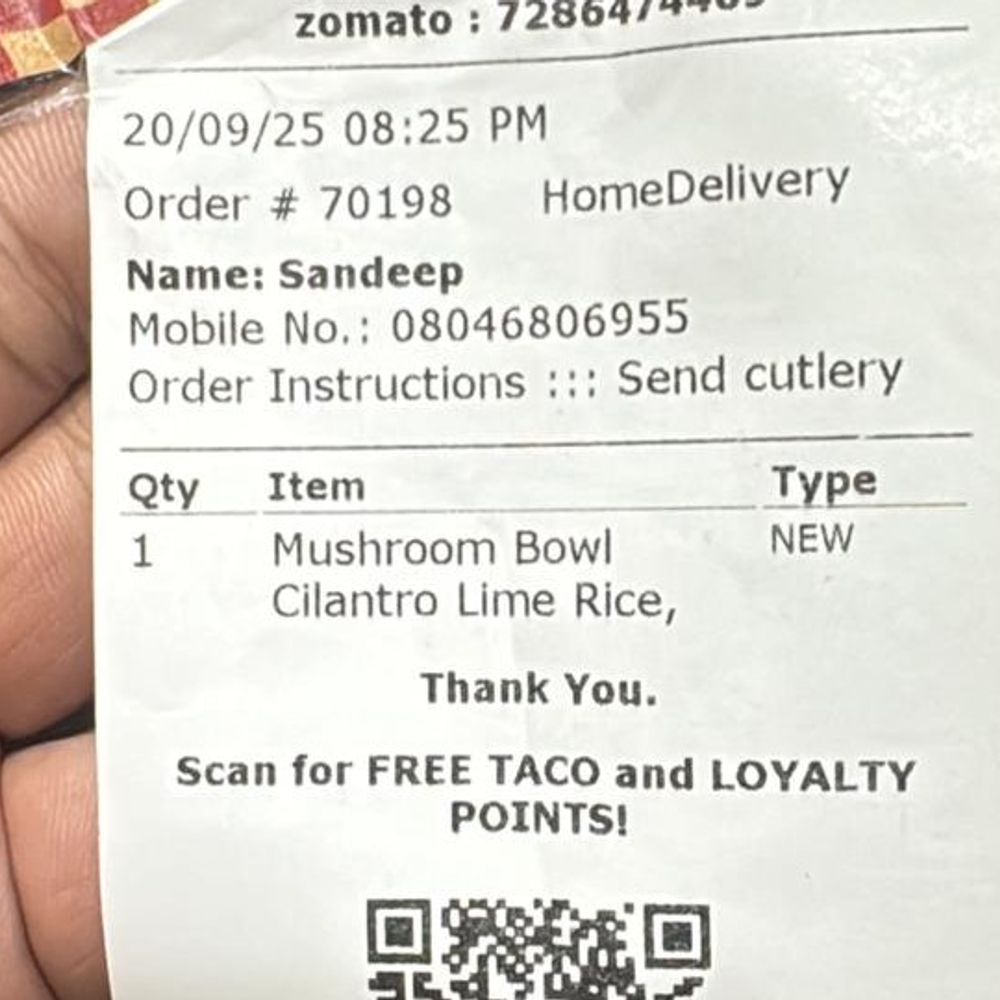 zomato :
20/09/25 08:25 PM
Order # 70198 HomeDelivery
Name: Sandeep
Mobile No.: 08046806955
Order Instructions ::: Send cutlery
Qty Item Type
1 Mushroom Bowl NEW
Cilantro Lime Rice,
Thank You.
Scan for FREE TACO and LOYALTY
POINTS!